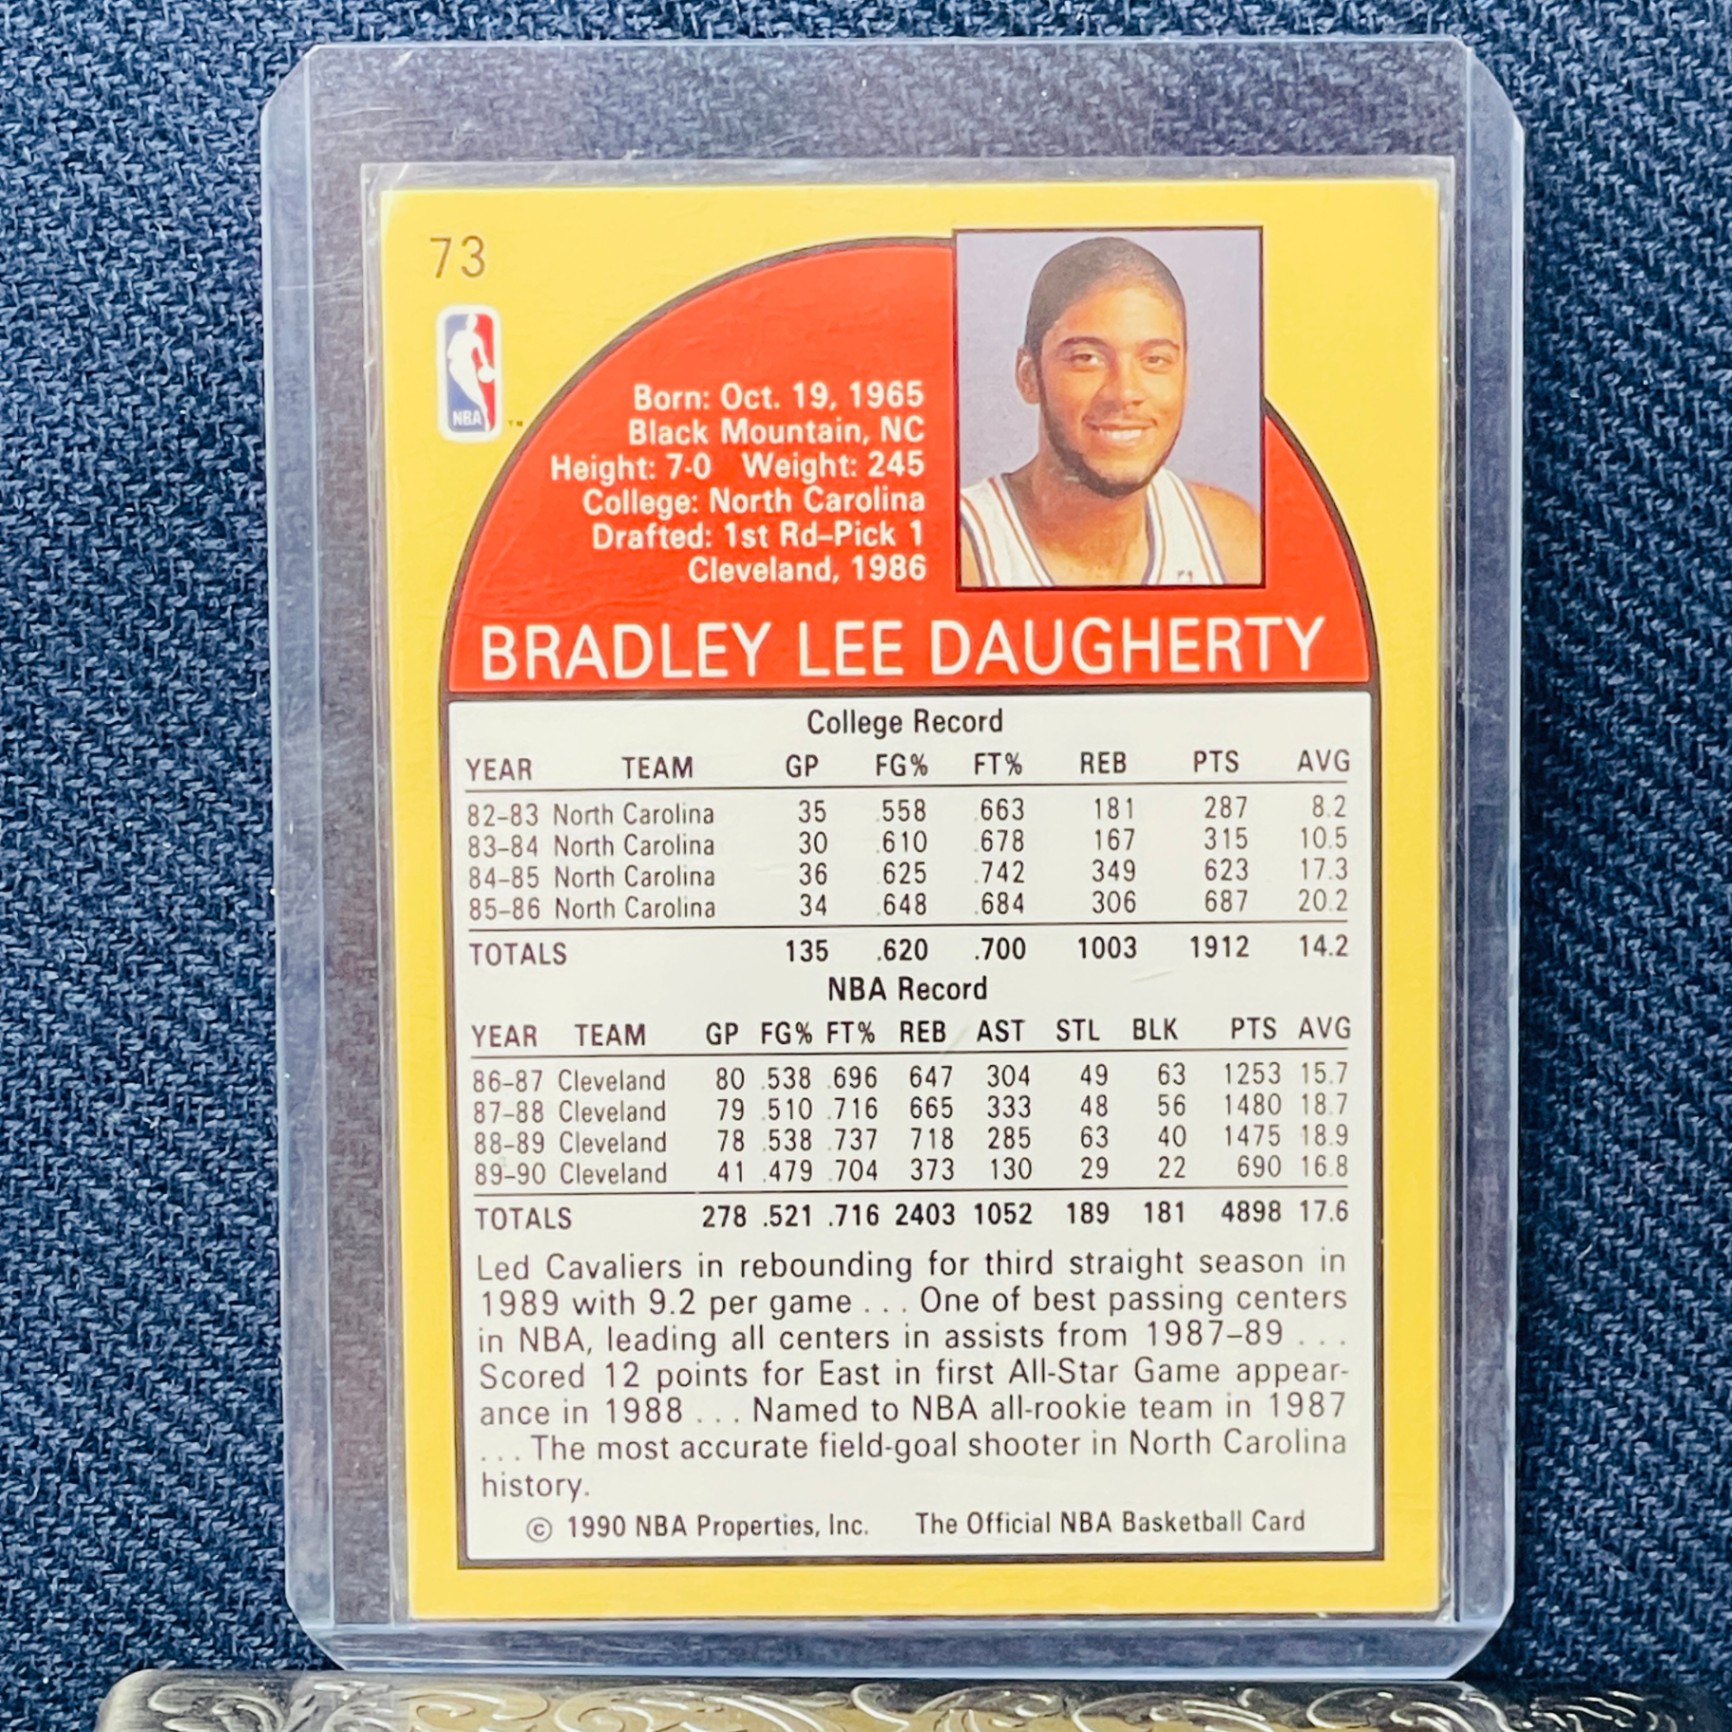 73
NBA
TM
Born: Oct. 19, 1965
Black Mountain, NC
Height: 7-0 Weight: 245
College: North Carolina
Drafted: 1st Rd–Pick 1
Cleveland, 1986
BRADLEY LEE DAUGHERTY
College Record
YEAR TEAM GP FG% FT% REB PTS AVG
82–83 North Carolina 35 .558 .663 181 287 8.2
83–84 North Carolina 30 .610 .678 167 315 10.5
84–85 North Carolina 36 .625 .742 349 623 17.3
85–86 North Carolina 34 .648 .684 306 687 20.2
TOTALS 135 .620 .700 1003 1912 14.2
NBA Record
YEAR TEAM GP FG% FT% REB AST STL BLK PTS AVG
86–87 Cleveland 80 .538 .696 647 304 49 63 1253 15.7
87–88 Cleveland 79 .510 .716 665 333 48 56 1480 18.7
88–89 Cleveland 78 .538 .737 718 285 63 40 1475 18.9
89–90 Cleveland 41 .479 .704 373 130 29 22 690 16.8
TOTALS 278 .521 .716 2403 1052 189 181 4898 17.6
Led Cavaliers in rebounding for third straight season in
1989 with 9.2 per game . . . One of best passing centers
in NBA, leading all centers in assists from 1987–89 . . .
Scored 12 points for East in first All-Star Game appear-
ance in 1988 . . . Named to NBA all-rookie team in 1987
. . . The most accurate field-goal shooter in North Carolina
history.
© 1990 NBA Properties, Inc. The Official NBA Basketball Card